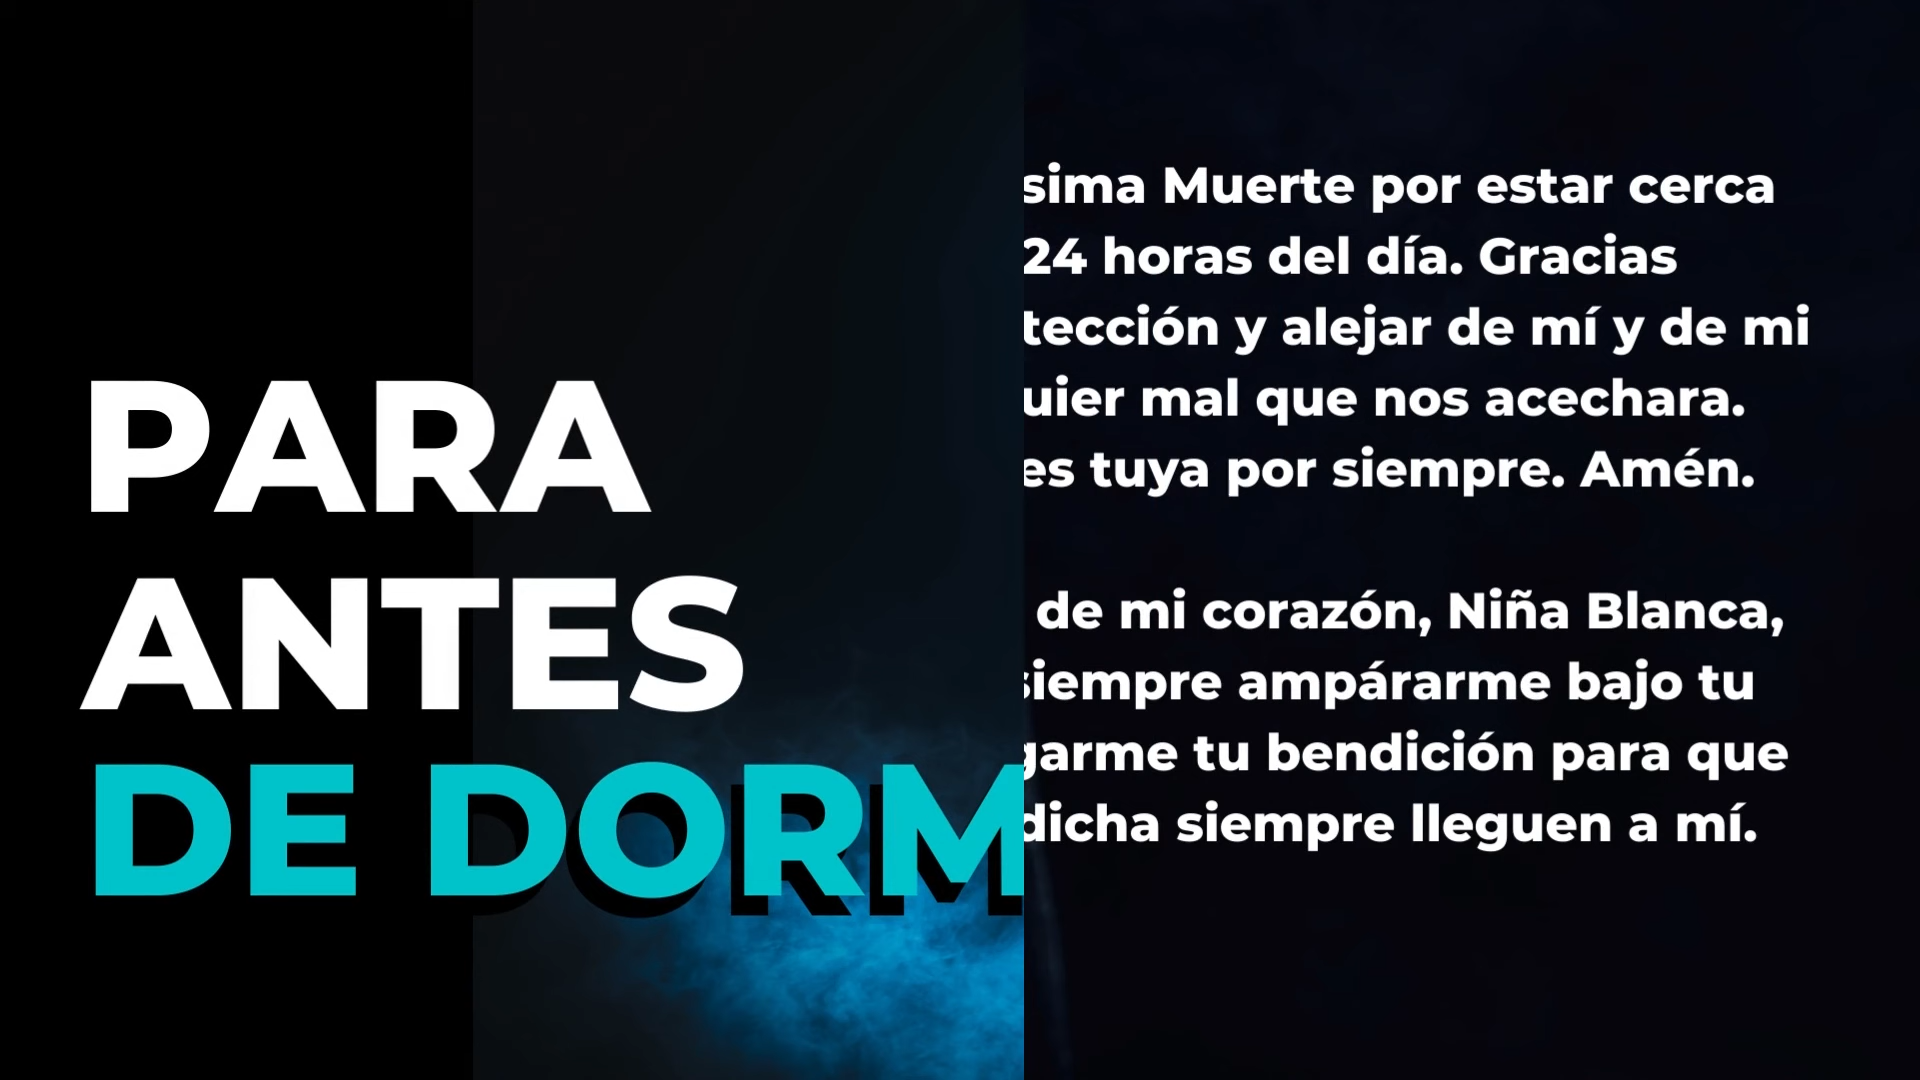 PARA
ANTES
DE DORM
sima Muerte por estar cerca
24 horas del día. Gracias
tección y alejar de mí y de mi
uier mal que nos acechara.
es tuya por siempre. Amén.
de mi corazón, Niña Blanca,
siempre ampárarme bajo tu
garme tu bendición para que
dicha siempre lleguen a mí.